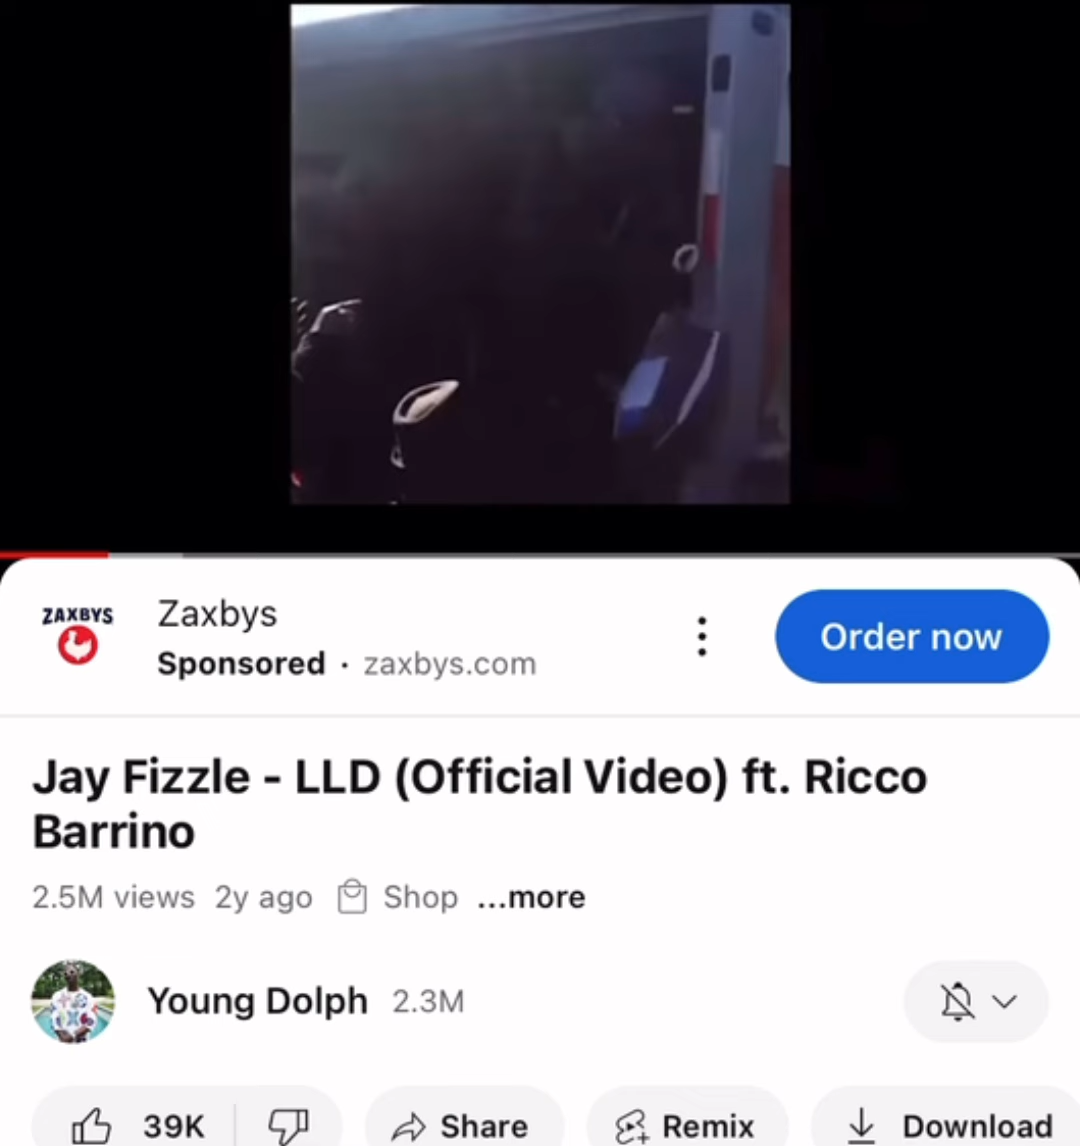 ZAXBYS
Zaxbys
Sponsored · zaxbys.com
Order now
Jay Fizzle - LLD (Official Video) ft. Ricco
Barrino
2.5M views 2y ago Shop ...more
Young Dolph 2.3M
39K Share Remix Download